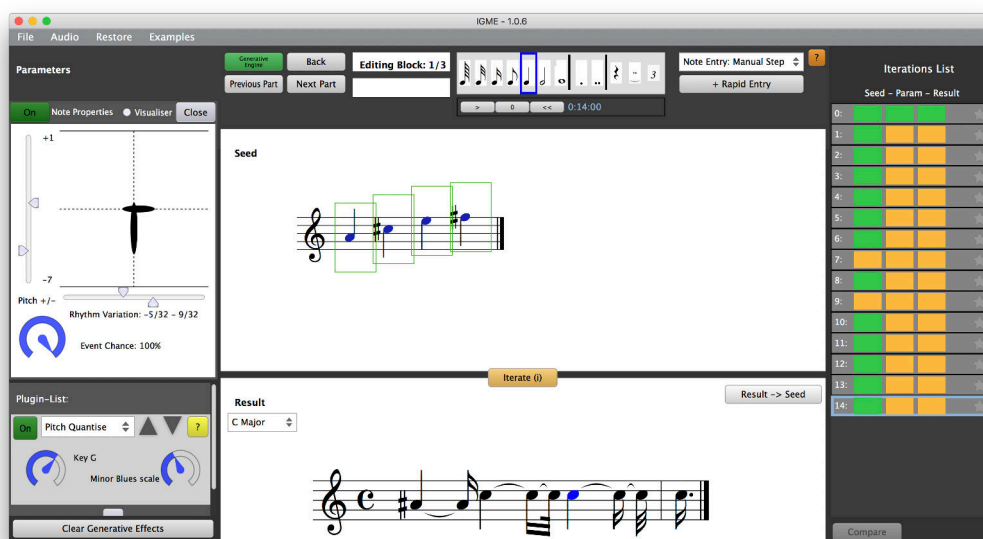 IGME - 1.0.6
File Audio Restore Examples
Parameters
Generative Engine
Back
Editing Block: 1/3
Previous Part
Next Part
3
> 0 << 0:14:00
Note Entry: Manual Step
?
+ Rapid Entry
Iterations List
Seed - Param - Result
On Note Properties Visualiser Close
+1
-7
Pitch +/-
Rhythm Variation: -5/32 - 9/32
Event Chance: 100%
Seed
Iterate (i)
Result
C Major
Result -> Seed
Plugin-List:
On Pitch Quantise ?
Key G
Minor Blues scale
Clear Generative Effects
0:
1:
2:
3:
4:
5:
6:
7:
8:
9:
10:
11:
12:
13:
14:
Compare